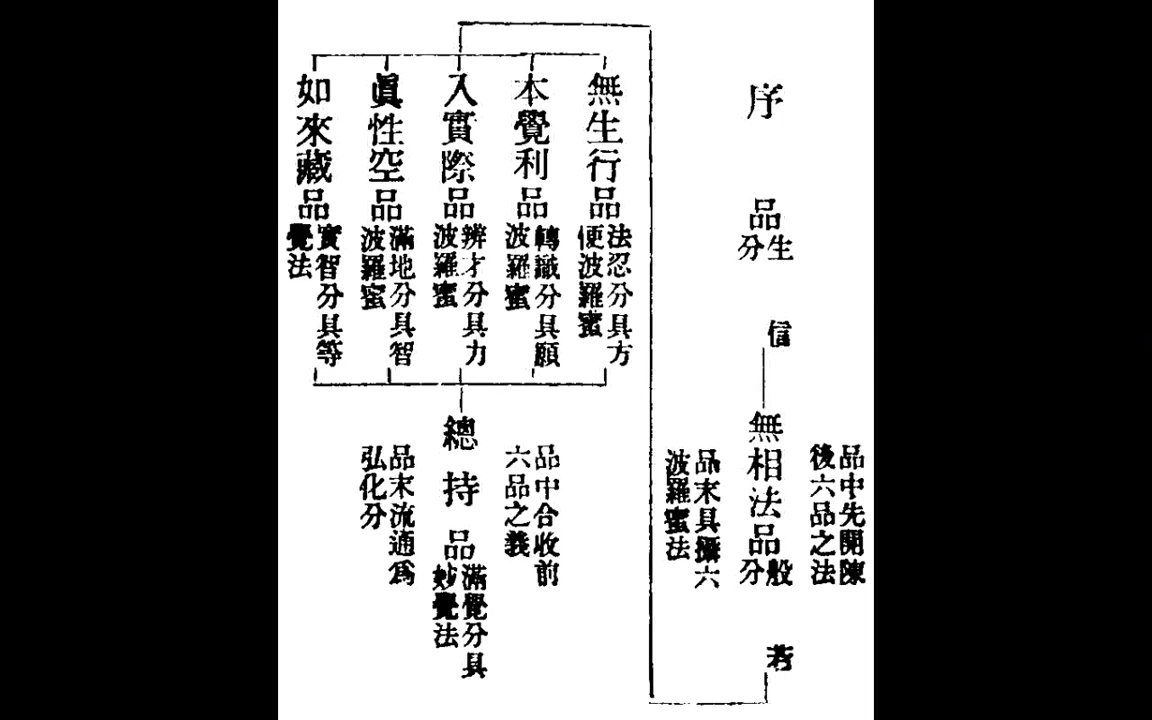 序品生信分
品中先開陳
後六品之法
無相法品般若分
品末具攝六
波羅蜜法
無生行品
法忍分具方
便波羅蜜
本覺利品
轉識分具願
波羅蜜
入實際品
辨才分具力
波羅蜜
眞性空品
滿地分具智
波羅蜜
如來藏品
實智分具等
覺法
品中合收前
六品之義
總持品
滿覺分具
妙覺法
品末流通爲
弘化分